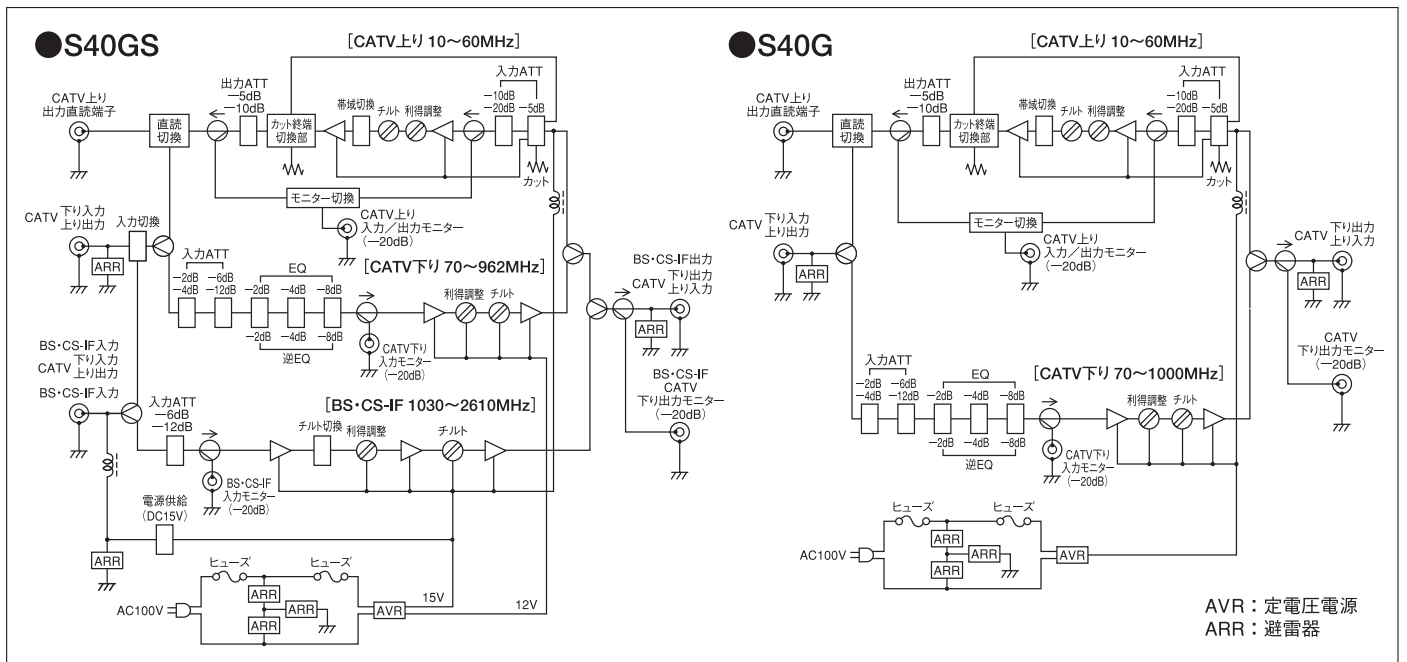 ●S40GS
[CATV上り 10〜60MHz]
入力ATT
出力ATT
−5dB
−10dB
−10dB
−20dB
−5dB
CATV上り
出力直読端子
直読
切換
カット終端
切換部
帯域切換
チルト
利得調整
カット
モニター切換
CATV上り
入力／出力モニター
(−20dB)
CATV
下り入力
上り出力
入力切換
ARR
入力ATT
−2dB
−4dB
−6dB
−12dB
EQ
−2dB
−4dB
−8dB
−2dB
−4dB
−8dB
逆EQ
[CATV下り 70〜962MHz]
利得調整
チルト
CATV下り
入力モニター
(−20dB)
BS・CS-IF出力
CATV
下り出力
上り入力
ARR
BS・CS-IF
CATV
下り出力モニター
(−20dB)
BS・CS-IF入力
CATV
下り入力
上り出力
BS・CS-IF入力
入力ATT
−6dB
−12dB
[BS・CS-IF 1030〜2610MHz]
チルト切換
利得調整
チルト
BS・CS-IF
入力モニター
(−20dB)
電源供給
(DC15V)
ARR
AC100V
ヒューズ
ヒューズ
ARR
ARR
ARR
AVR
15V
12V
●S40G
[CATV上り 10〜60MHz]
入力ATT
出力ATT
−5dB
−10dB
−10dB
−20dB
−5dB
CATV上り
出力直読端子
直読
切換
カット終端
切換部
帯域切換
チルト
利得調整
カット
モニター切換
CATV上り
入力／出力モニター
(−20dB)
CATV
下り入力
上り出力
ARR
CATV
下り出力
上り入力
ARR
CATV
下り出力モニター
(−20dB)
入力ATT
−2dB
−4dB
−6dB
−12dB
EQ
−2dB
−4dB
−8dB
−2dB
−4dB
−8dB
逆EQ
[CATV下り 70〜1000MHz]
利得調整
チルト
CATV下り
入力モニター
(−20dB)
AC100V
ヒューズ
ヒューズ
ARR
ARR
ARR
AVR
AVR：定電圧電源
ARR：避雷器